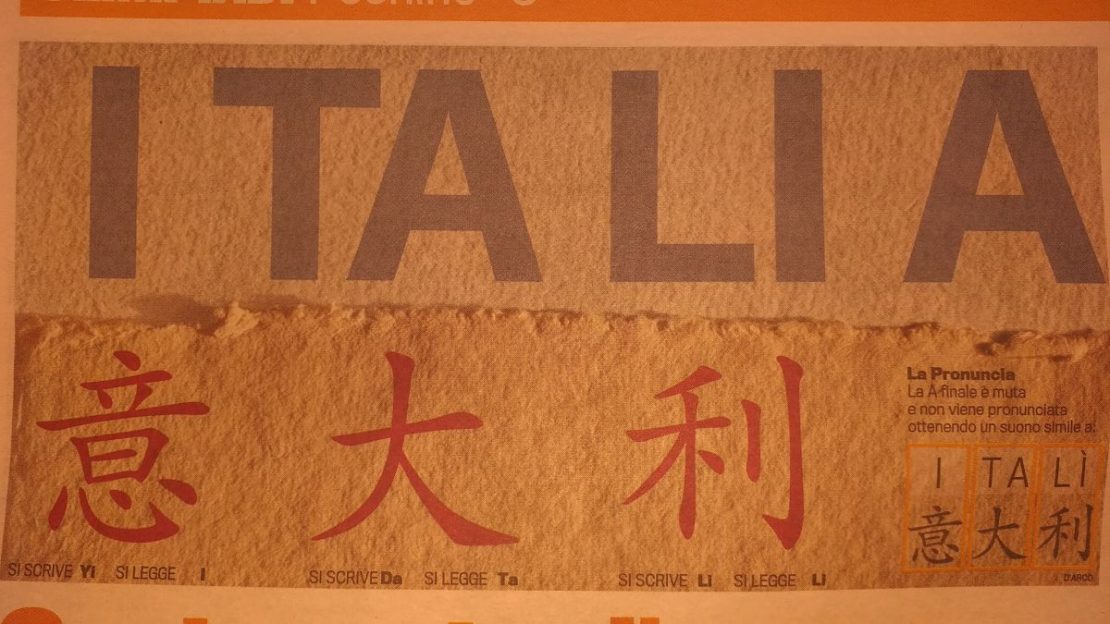 ITALIA
意大利
La Pronuncia
La A finale è muta
e non viene pronunciata
ottenendo un suono simile a:
I TA LÌ
意 大 利
SI SCRIVE Yi SI LEGGE I
SI SCRIVE Da SI LEGGE Ta
SI SCRIVE Li SI LEGGE Li
D'ARCO